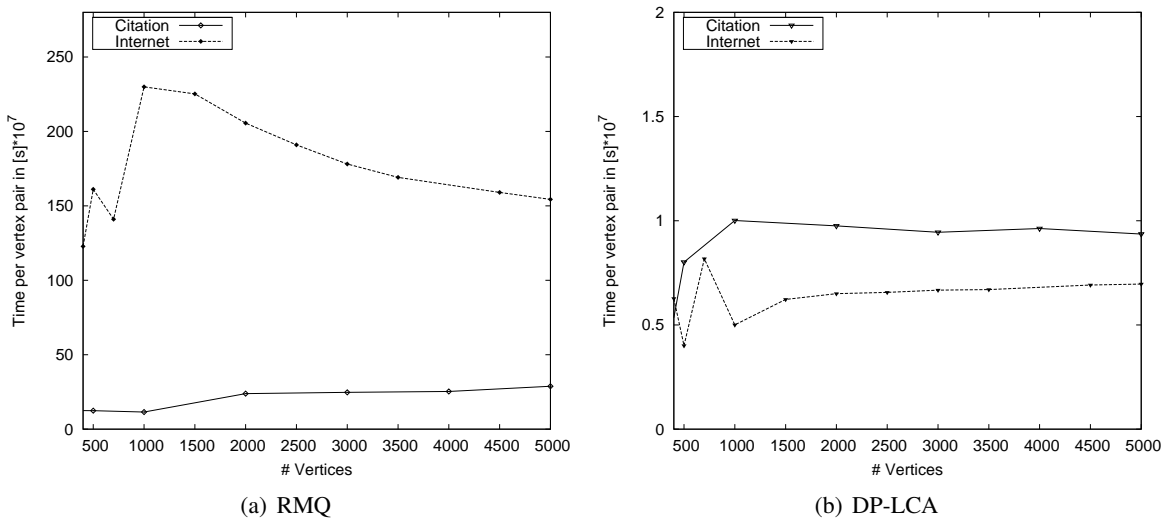 Citation
Internet
250
200
150
100
50
0
Time per vertex pair in [s]*10^7
500 1000 1500 2000 2500 3000 3500 4000 4500 5000
# Vertices
(a) RMQ
Citation
Internet
2
1.5
1
0.5
0
Time per vertex pair in [s]*10^7
500 1000 1500 2000 2500 3000 3500 4000 4500 5000
# Vertices
(b) DP-LCA